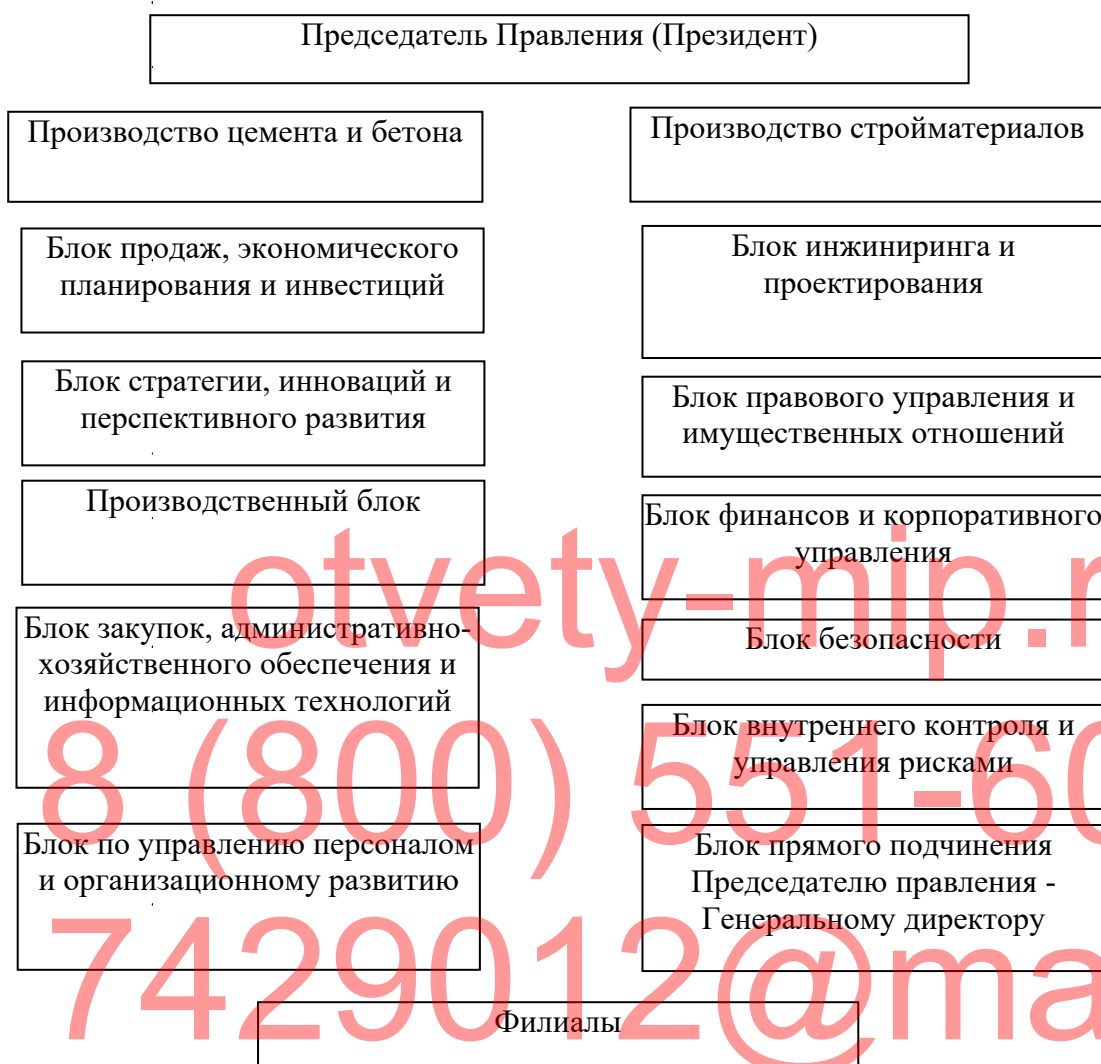 Председатель Правления (Президент)
Производство цемента и бетона
Производство стройматериалов
Блок продаж, экономического
планирования и инвестиций
Блок инжиниринга и
проектирования
Блок стратегии, инноваций и
перспективного развития
Блок правового управления и
имущественных отношений
Производственный блок
Блок финансов и корпоративного
управления
Блок закупок, административно-
хозяйственного обеспечения и
информационных технологий
Блок безопасности
Блок внутреннего контроля и
управления рисками
Блок по управлению персоналом
и организационному развитию
Блок прямого подчинения
Председателю правления -
Генеральному директору
Филиалы
otvety-mip.r
8 (800) 551-60
7429012@ma